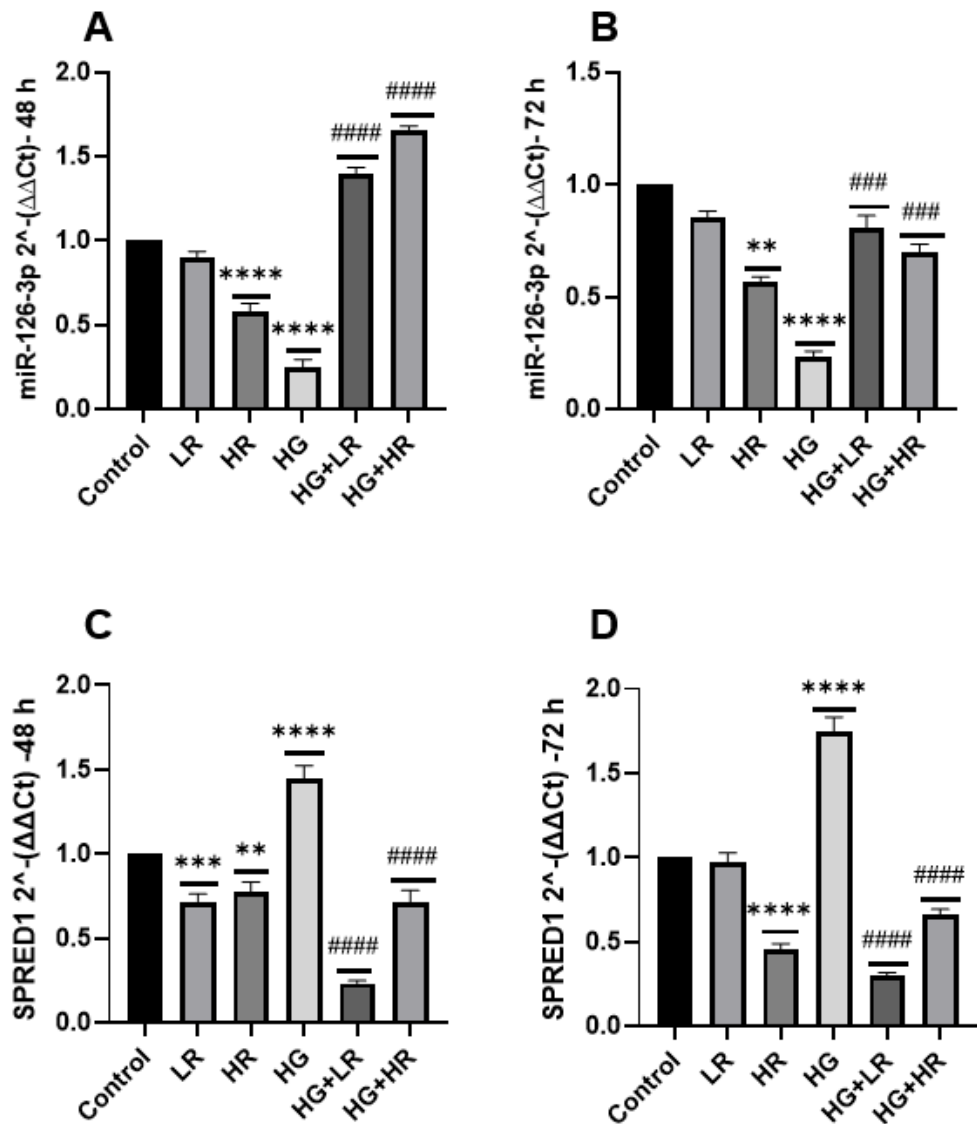 A
miR-126-3p 2^-(ΔΔCt)- 48 h
2.0
1.5
1.0
0.5
0.0
****
****
####
####
Control
LR
HR
HG
HG+LR
HG+HR
B
miR-126-3p 2^-(ΔΔCt)- 72 h
1.5
1.0
0.5
0.0
**
****
###
###
Control
LR
HR
HG
HG+LR
HG+HR
C
SPRED1 2^-(ΔΔCt) -48 h
2.0
1.5
1.0
0.5
0.0
***
**
****
####
####
Control
LR
HR
HG
HG+LR
HG+HR
D
SPRED1 2^-(ΔΔCt) -72 h
2.0
1.5
1.0
0.5
0.0
****
****
####
####
Control
LR
HR
HG
HG+LR
HG+HR